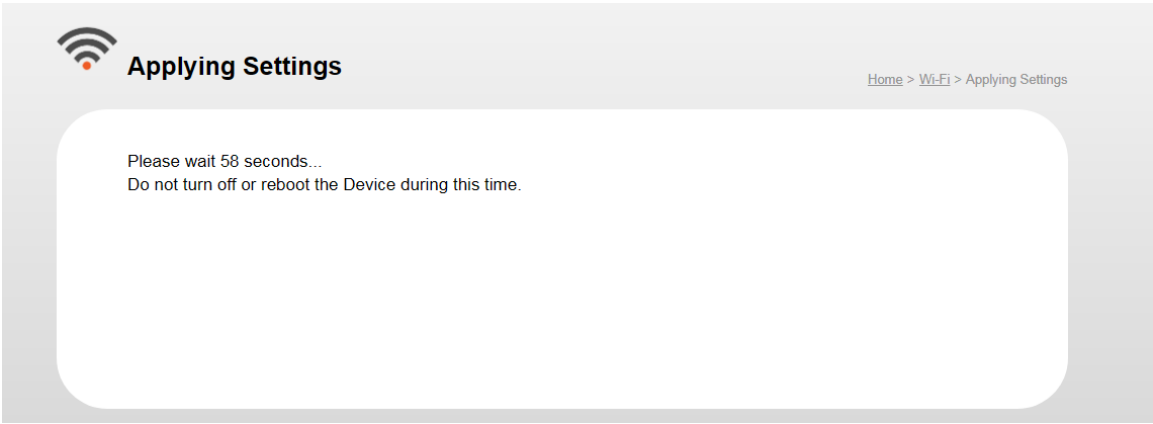 Applying Settings
Home > Wi-Fi > Applying Settings
Please wait 58 seconds...
Do not turn off or reboot the Device during this time.